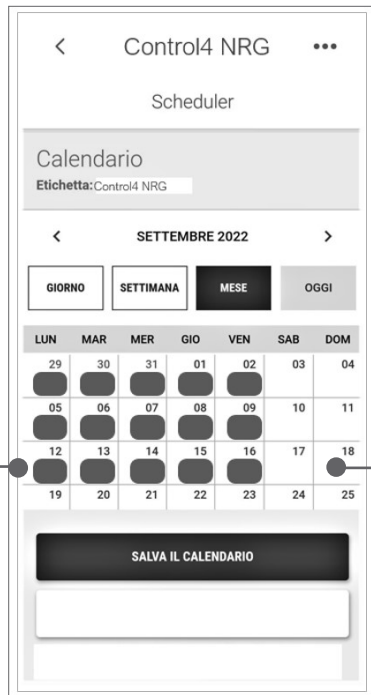 Control4 NRG
Scheduler
Calendario
Etichetta:Control4 NRG
SETTEMBRE 2022
GIORNO SETTIMANA MESE OGGI
LUN MAR MER GIO VEN SAB DOM
29 30 31 01 02 03 04
05 06 07 08 09 10 11
12 13 14 15 16 17 18
19 20 21 22 23 24 25
SALVA IL CALENDARIO